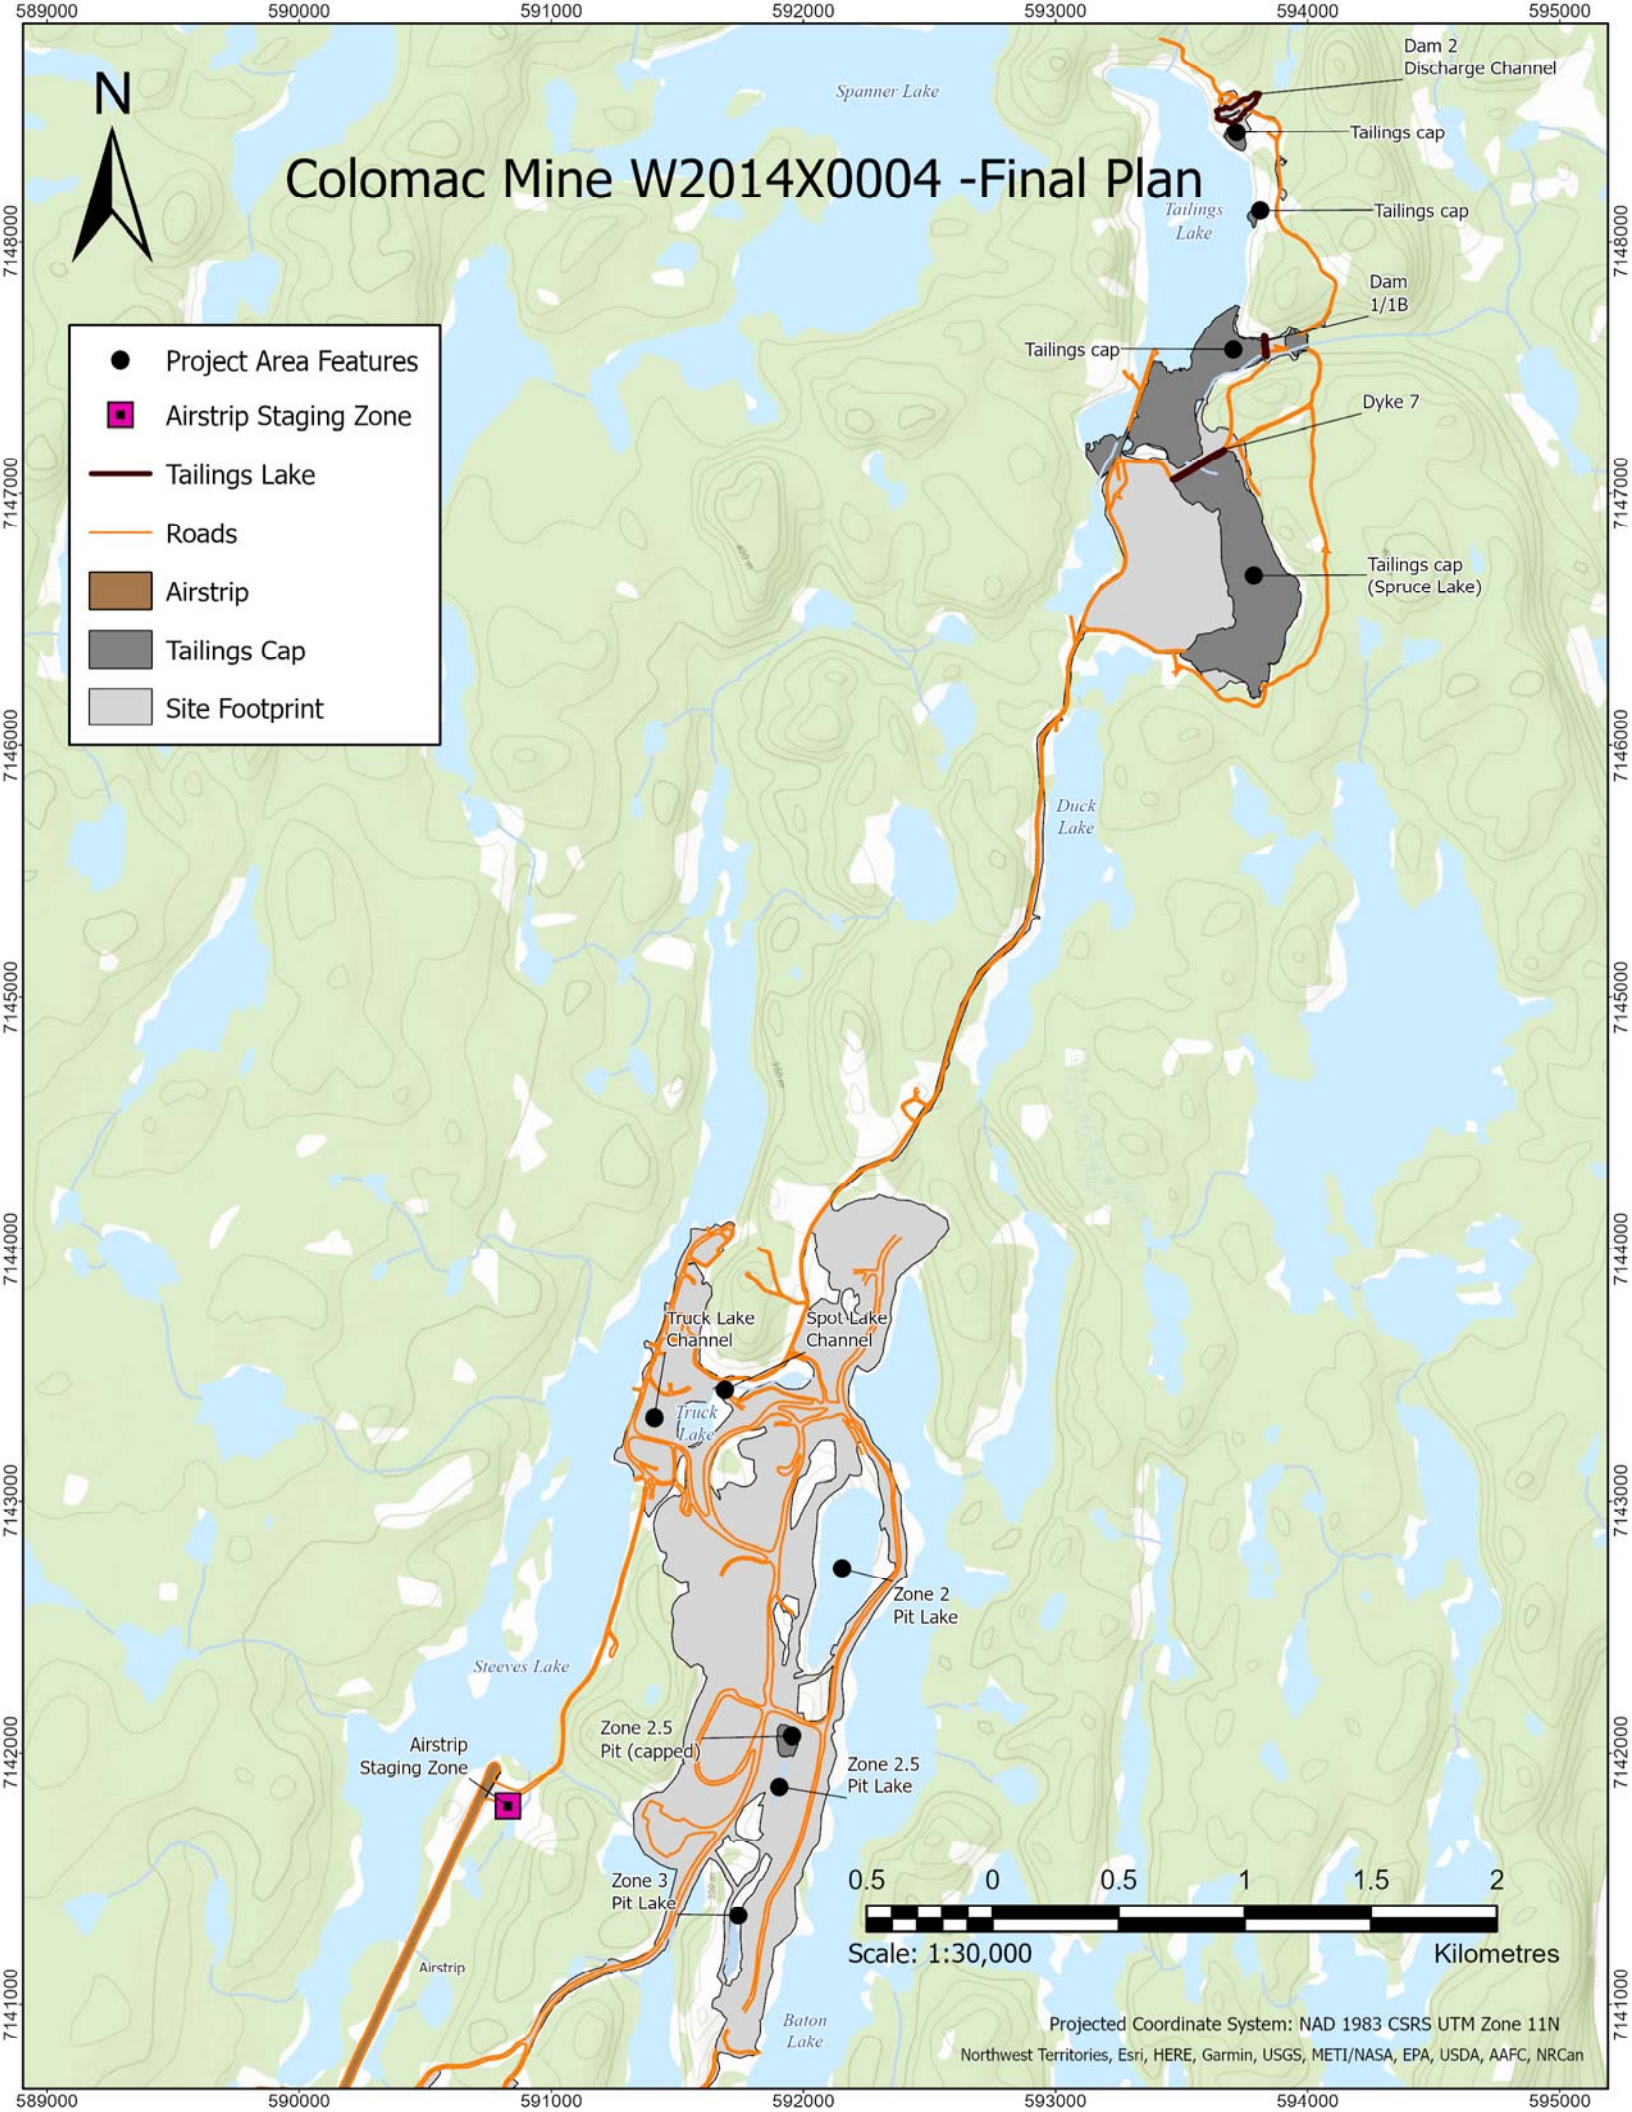 589000 590000 591000 592000 593000 594000 595000
Dam 2
Discharge Channel
Spanner Lake
N
Tailings cap
Colomac Mine W2014X0004 -Final Plan
Tailings
Lake
Tailings cap
7148000 7148000
Dam
1/1B
Tailings cap
Project Area Features
Airstrip Staging Zone
Tailings Lake
Roads
Airstrip
Tailings Cap
Site Footprint
Dyke 7
7147000 7147000
400 m
Tailings cap
(Spruce Lake)
7146000 7146000
Duck
Lake
7145000 7145000
350 m
7144000 7144000
Truck Lake
Channel
Spot Lake
Channel
Truck
Lake
7143000 7143000
Zone 2
Pit Lake
Steeves Lake
Zone 2.5
Pit (capped)
7142000 7142000
Airstrip
Staging Zone
Zone 2.5
Pit Lake
Zone 3
Pit Lake
350 m
0.5 0 0.5 1 1.5 2
Scale: 1:30,000 Kilometres
Airstrip
7141000 7141000
Baton
Lake
Projected Coordinate System: NAD 1983 CSRS UTM Zone 11N
Northwest Territories, Esri, HERE, Garmin, USGS, METI/NASA, EPA, USDA, AAFC, NRCan
589000 590000 591000 592000 593000 594000 595000